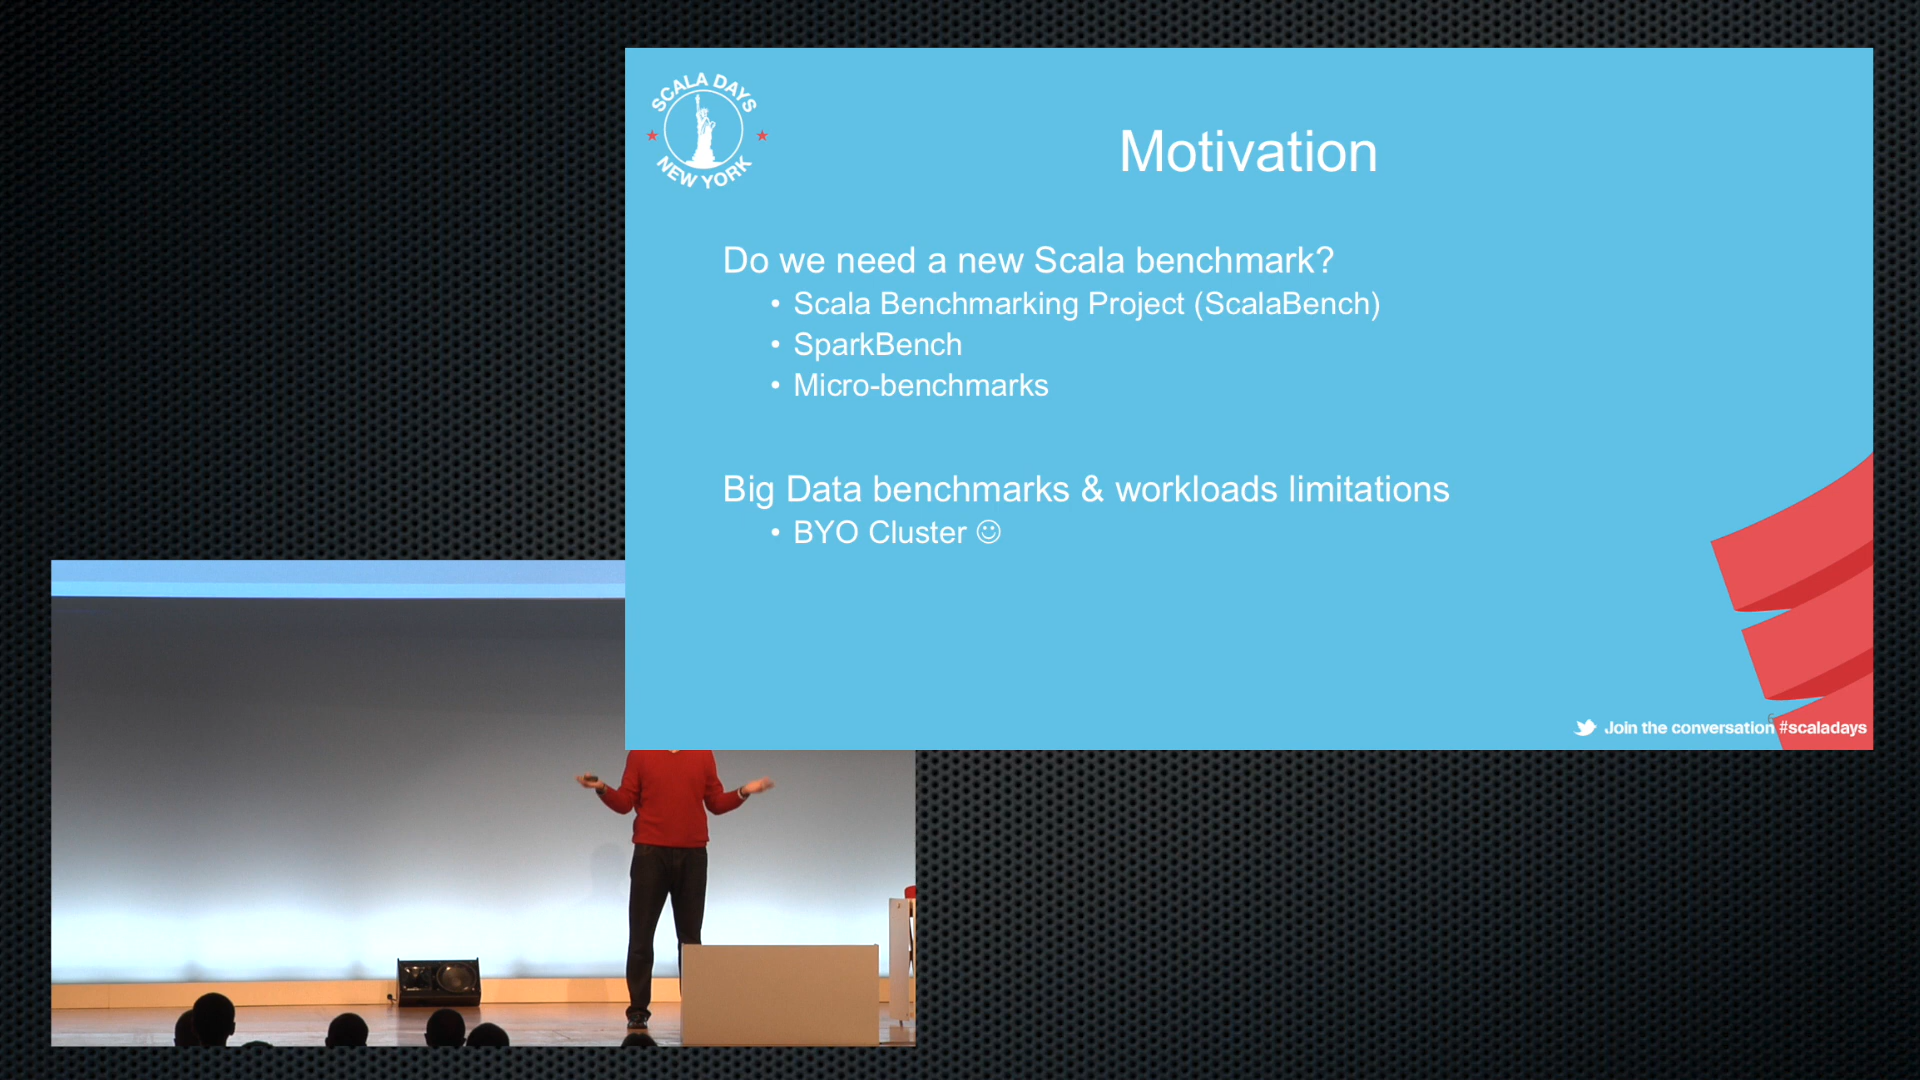 SCALA DAYS
NEW YORK
Motivation
Do we need a new Scala benchmark?
• Scala Benchmarking Project (ScalaBench)
• SparkBench
• Micro-benchmarks
Big Data benchmarks & workloads limitations
• BYO Cluster ☺
Join the conversation #scaladays